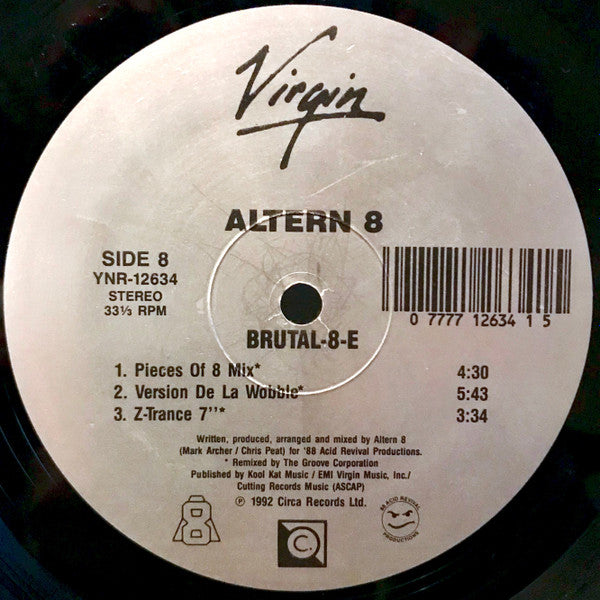 Virgin
ALTERN 8
SIDE 8
YNR-12634
STEREO
33⅓ RPM
0 7777 12634 1 5
BRUTAL-8-E
1. Pieces Of 8 Mix* 4:30
2. Version De La Wobble* 5:43
3. Z-Trance 7''* 3:34
Written, produced, arranged and mixed by Altern 8
(Mark Archer / Chris Peat) for '88 Acid Revival Productions.
* Remixed by The Groove Corporation
Published by Kool Kat Music / EMI Virgin Music, Inc./
Cutting Records Music (ASCAP)
℗ 1992 Circa Records Ltd.
A8
C.
88 ACID REVIVAL
PRODUCTIONS